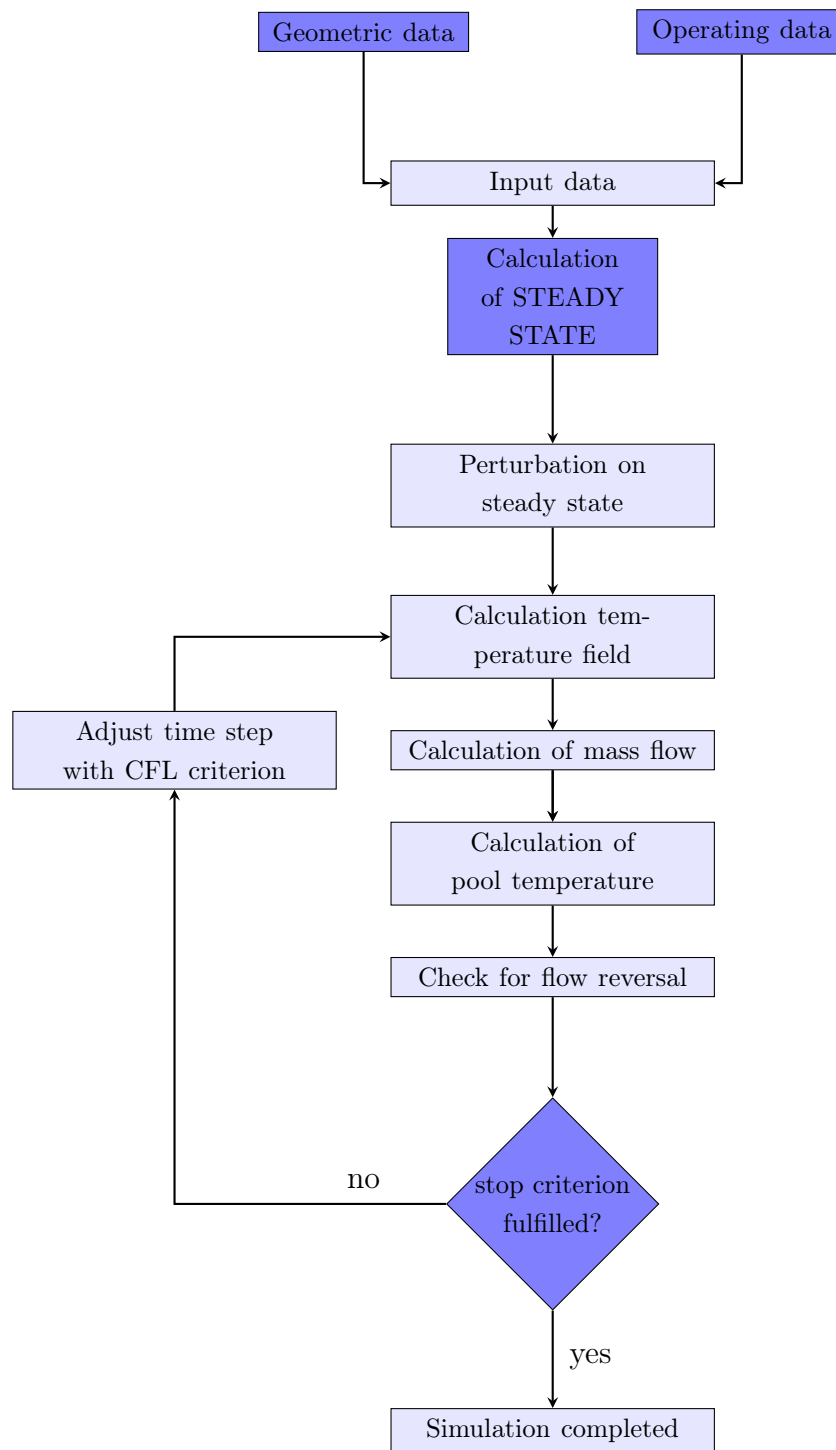 Geometric data
Operating data
Input data
Calculation
of STEADY
STATE
Perturbation on
steady state
Calculation tem-
perature field
Adjust time step
with CFL criterion
Calculation of mass flow
Calculation of
pool temperature
Check for flow reversal
no
stop criterion
fulfilled?
yes
Simulation completed